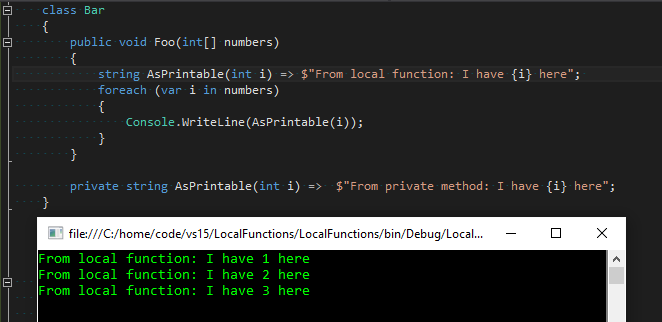 class Bar
{
public void Foo(int[] numbers)
{
string AsPrintable(int i) => $"From local function: I have {i} here";
foreach (var i in numbers)
{
Console.WriteLine(AsPrintable(i));
}
}
private string AsPrintable(int i) =>  $"From private method: I have {i} here";
}
file:///C:/home/code/vs15/LocalFunctions/LocalFunctions/bin/Debug/Local...
From local function: I have 1 here
From local function: I have 2 here
From local function: I have 3 here